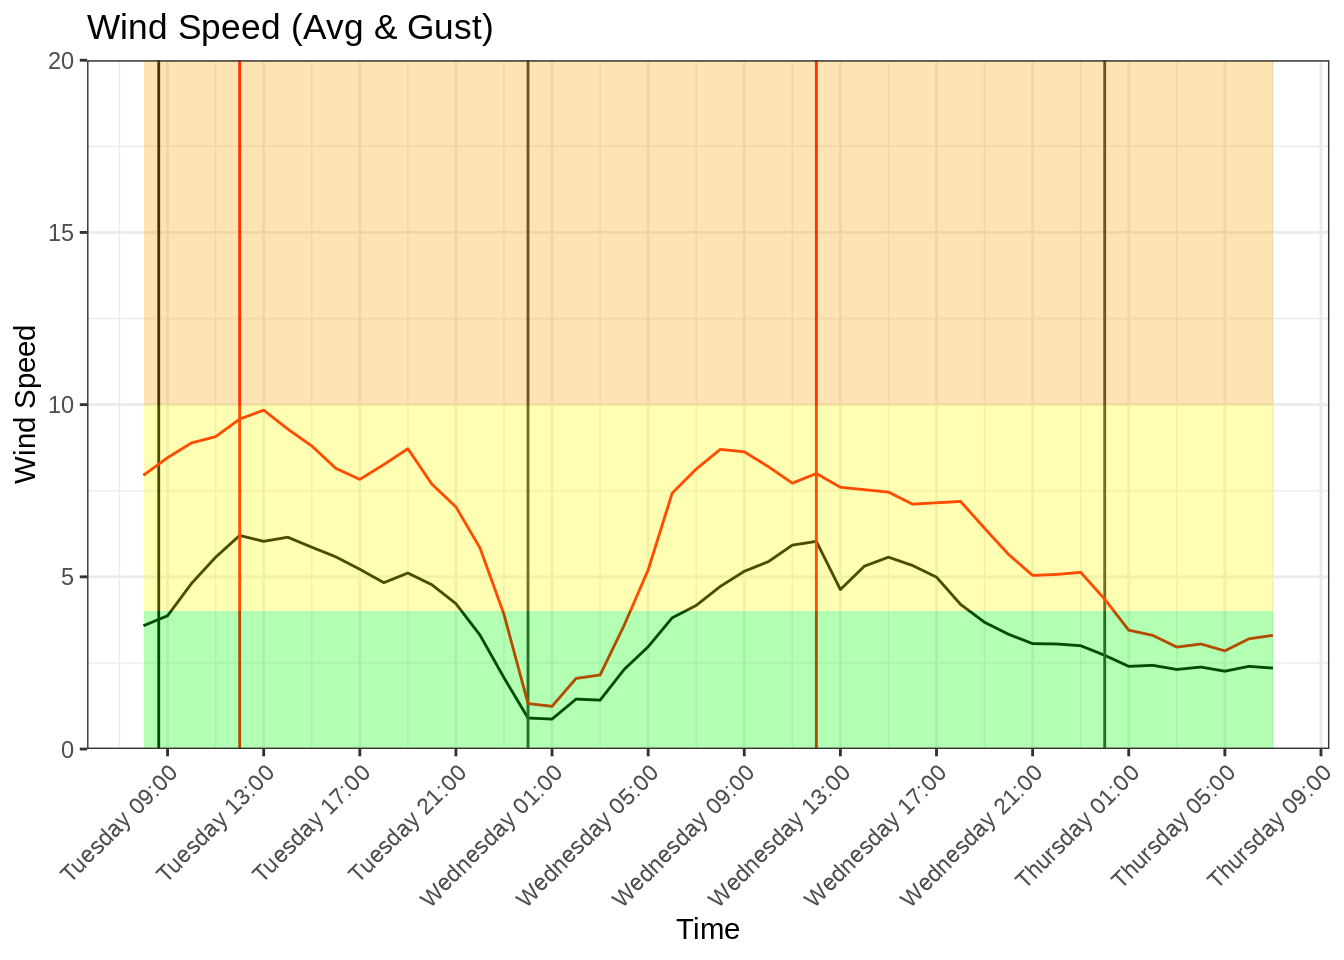 Wind Speed (Avg & Gust)
20
15
10
5
0
Wind Speed
Tuesday 09:00
Tuesday 13:00
Tuesday 17:00
Tuesday 21:00
Wednesday 01:00
Wednesday 05:00
Wednesday 09:00
Wednesday 13:00
Wednesday 17:00
Wednesday 21:00
Thursday 01:00
Thursday 05:00
Thursday 09:00
Time